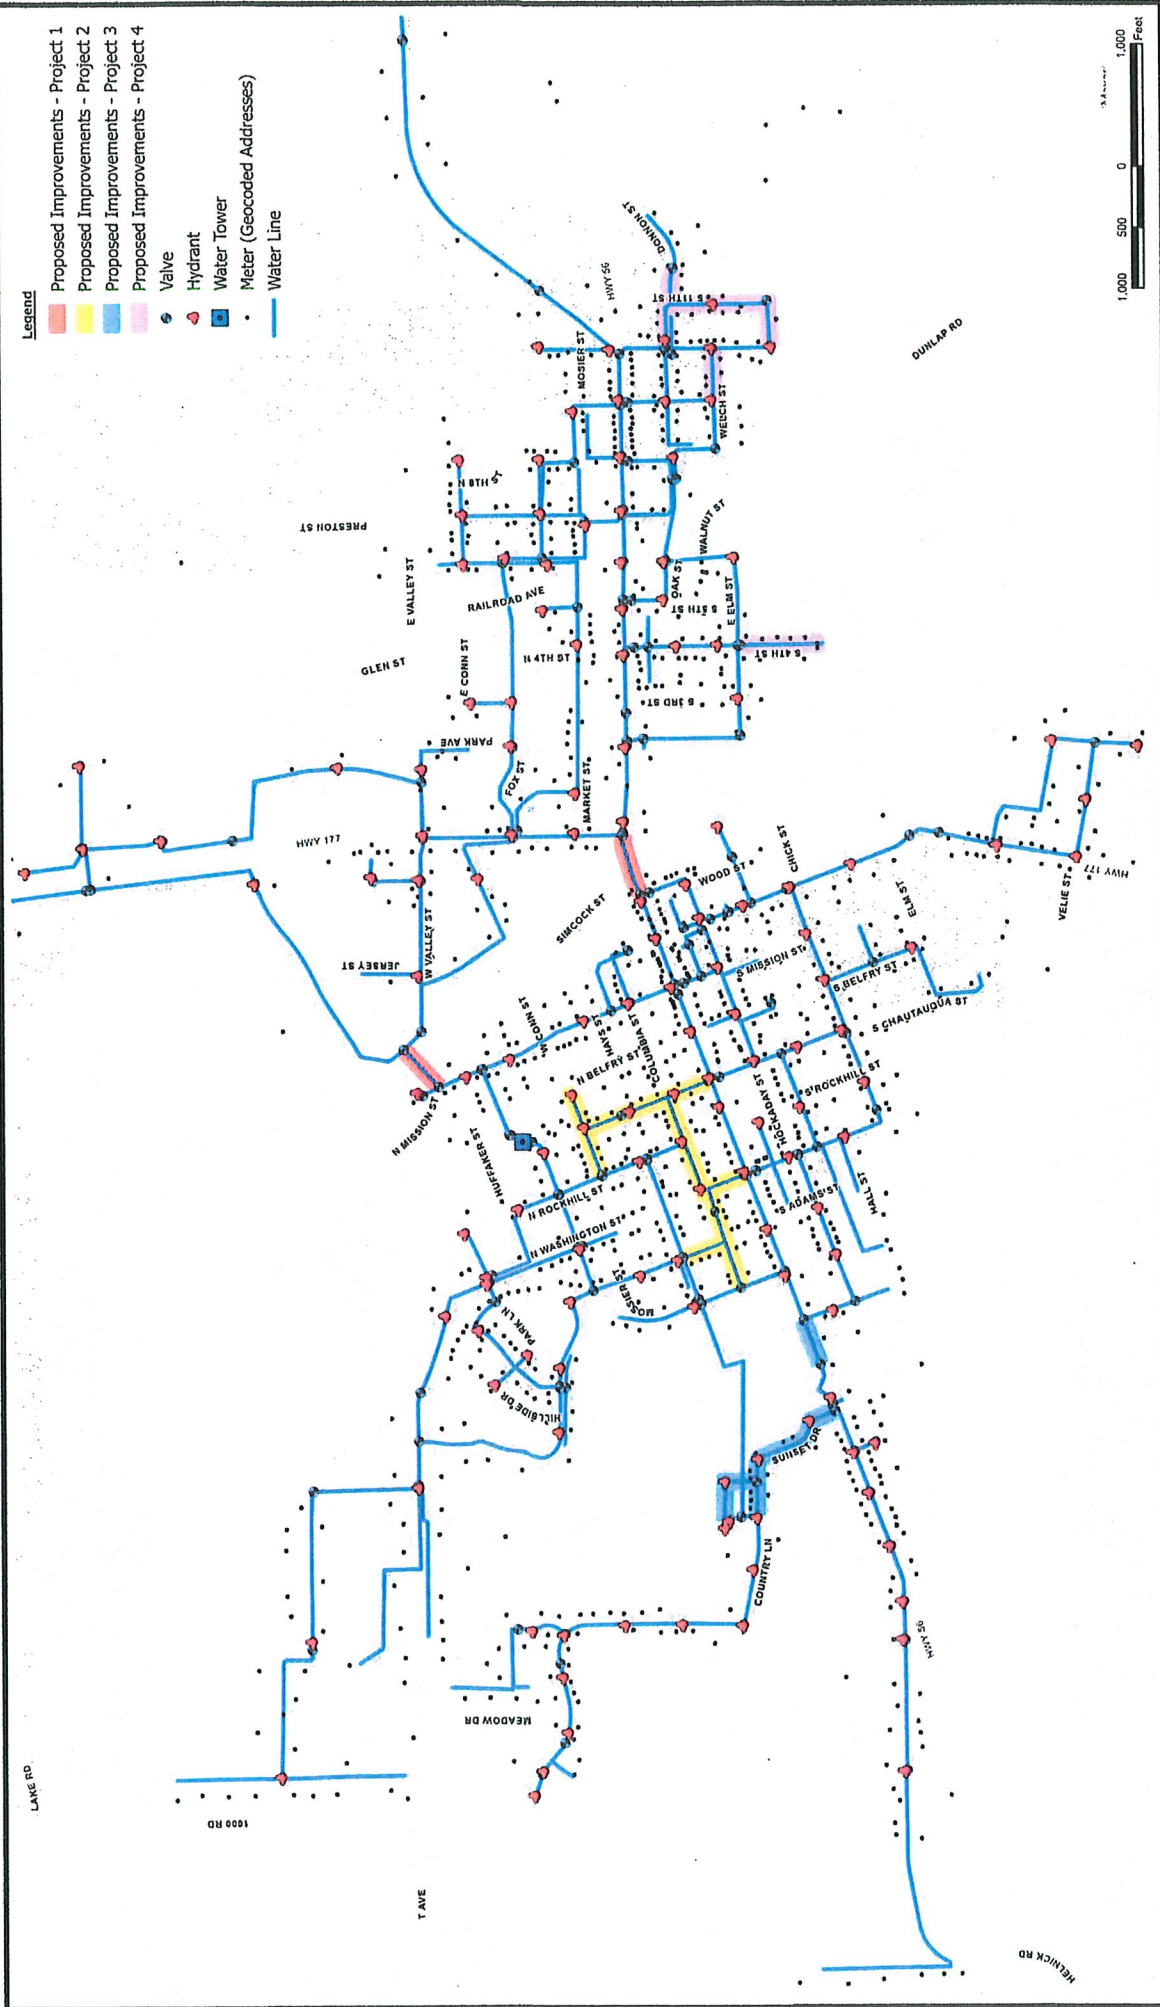 Legend
Proposed Improvements - Project 1
Proposed Improvements - Project 2
Proposed Improvements - Project 3
Proposed Improvements - Project 4
Valve
Hydrant
Water Tower
Meter (Geocoded Addresses)
Water Line
1,000
500
0
1,000
Feet
LAKE RD
1000 RD
T AVE
HELNICK RD
MEADOW DR
COUNTRY LN
SUNSET DR
HWY 56
HILLSIDE DR
PARK LN
MOSSIER ST
N WASHINGTON ST
N ROCKHILL ST
HUFFAKER ST
N MISSION ST
N BELFRY ST
COLUMBIA ST
HAYS ST
W CONN ST
SIMCOCK ST
S ADAMS ST
HALL ST
HOCKADAY ST
S ROCKHILL ST
S CHAUTAUQUA ST
S BELFRY ST
S MISSION ST
ELM ST
WOOD ST
CHICK ST
VELIE ST
HWY 177
JERSEY ST
W VALLEY ST
HWY 177
FOX ST
MARKET ST
PARK AVE
E CONN ST
GLEN ST
N 4TH ST
RAILROAD AVE
E VALLEY ST
PRESTON ST
N 8TH ST
S 3RD ST
S 4TH ST
S 5TH ST
E ELM ST
OAK ST
WALNUT ST
WELCH ST
MOSIER ST
HWY 56
S 11TH ST
DONNON ST
DUNLAP RD